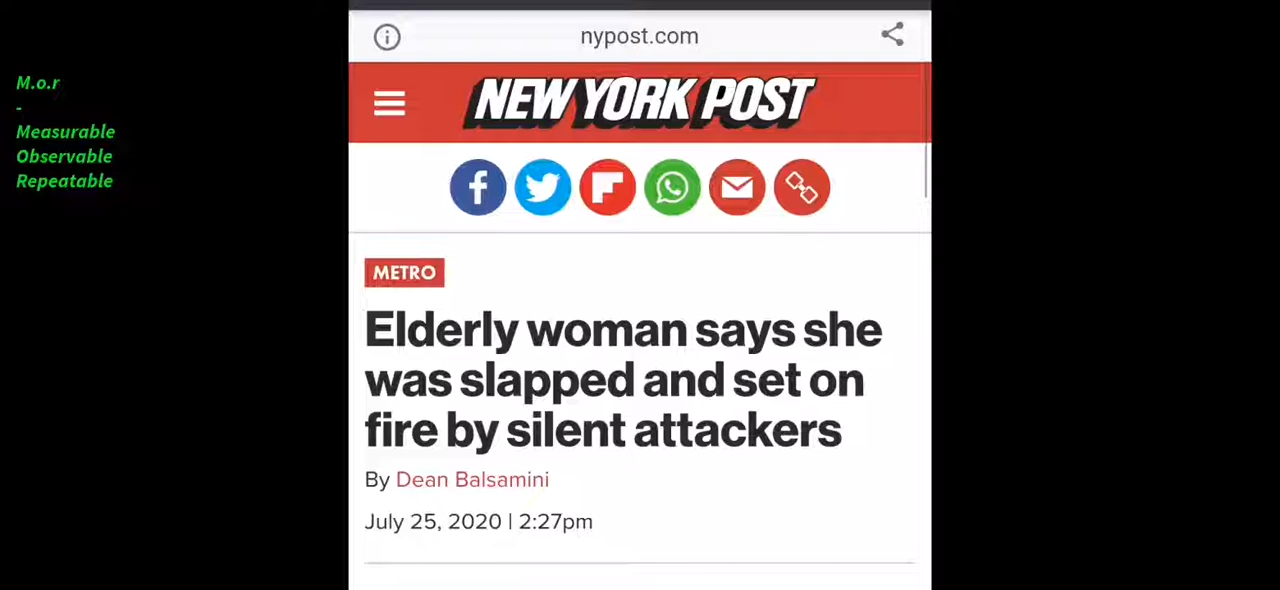 M.o.r
-
Measurable
Observable
Repeatable
nypost.com
NEW YORK POST
METRO
Elderly woman says she
was slapped and set on
fire by silent attackers
By Dean Balsamini
July 25, 2020 | 2:27pm